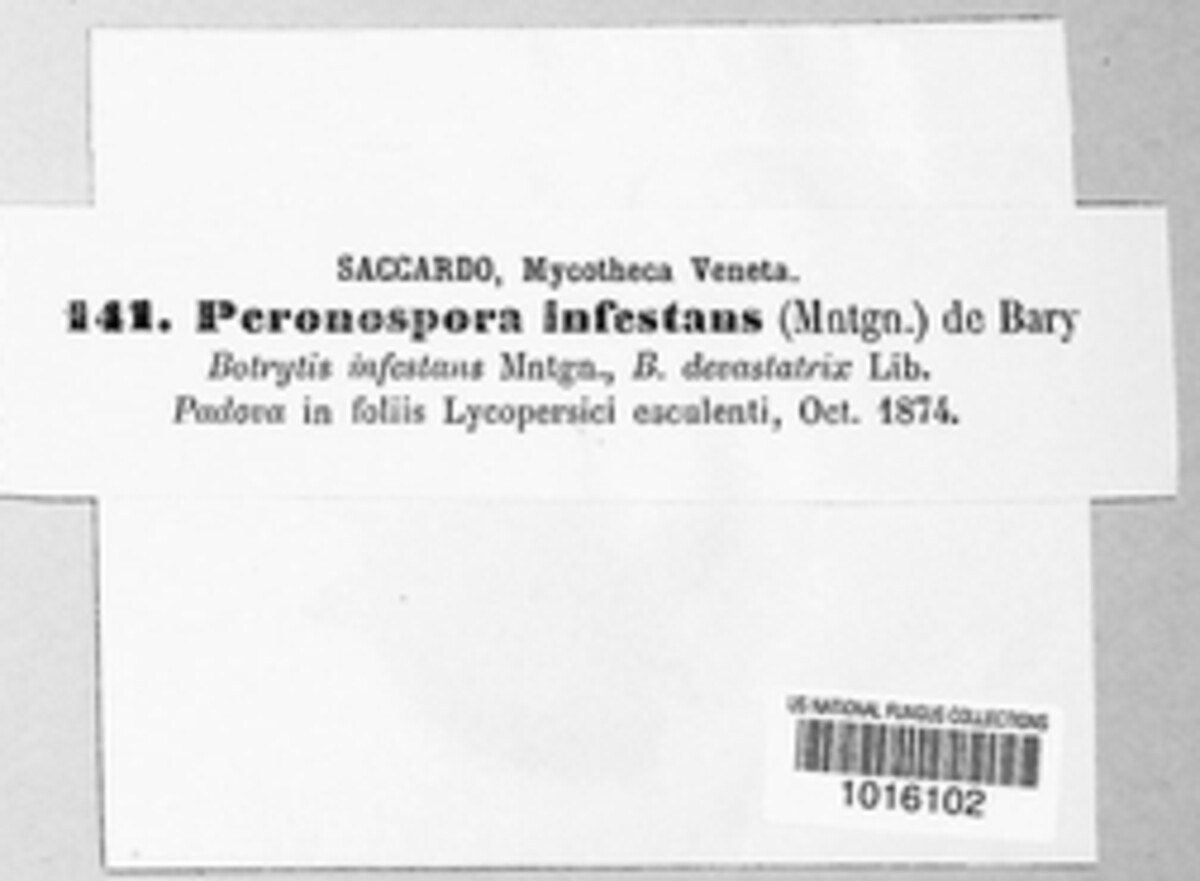 SACCARDO, Mycotheca Veneta.
141. Peronospora infestans (Mntgn.) de Bary
Botrytis infestans Mntgn., B. devastatrix Lib.
Padova in foliis Lycopersici esculenti, Oct. 1874.
US NATIONAL FUNGUS COLLECTIONS
1016102